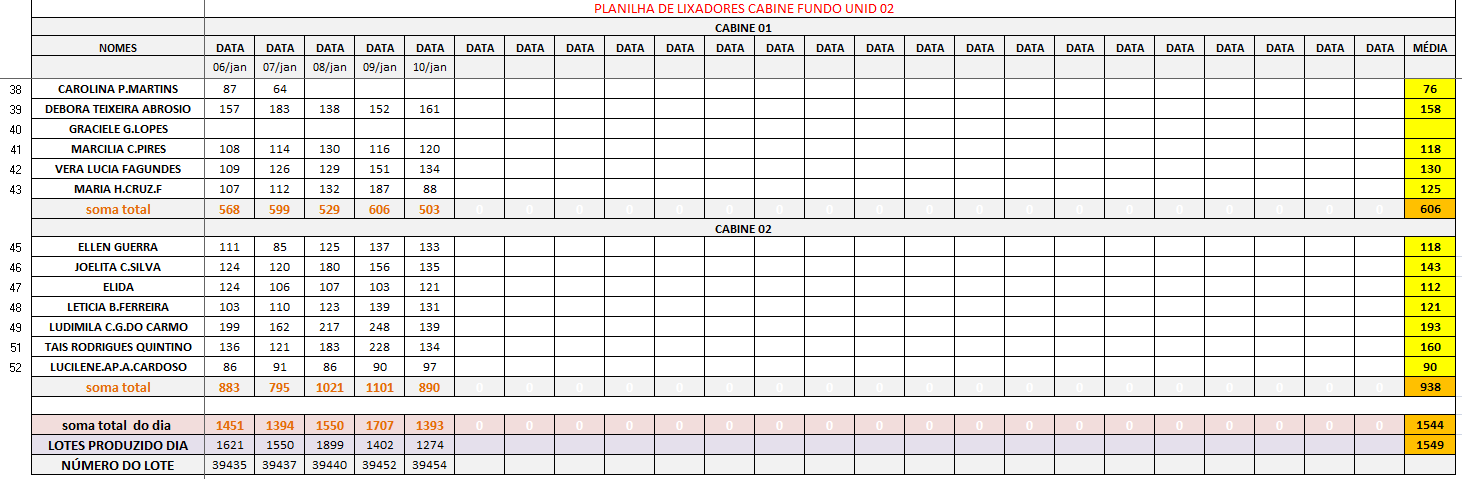 PLANILHA DE LIXADORES CABINE FUNDO UNID 02
CABINE 01
NOMES DATA DATA DATA DATA DATA DATA DATA DATA DATA DATA DATA DATA DATA DATA DATA DATA DATA DATA DATA DATA DATA DATA DATA DATA MÉDIA
06/jan 07/jan 08/jan 09/jan 10/jan
38 CAROLINA P.MARTINS 87 64 76
39 DEBORA TEIXEIRA ABROSIO 157 183 138 152 161 158
40 GRACIELE G.LOPES
41 MARCILIA C.PIRES 108 114 130 116 120 118
42 VERA LUCIA FAGUNDES 109 126 129 151 134 130
43 MARIA H.CRUZ.F 107 112 132 187 88 125
soma total 568 599 529 606 503 0 0 0 0 0 0 0 0 0 0 0 0 0 0 0 0 0 0 0 606
CABINE 02
45 ELLEN GUERRA 111 85 125 137 133 118
46 JOELITA C.SILVA 124 120 180 156 135 143
47 ELIDA 124 106 107 103 121 112
48 LETICIA B.FERREIRA 103 110 123 139 131 121
49 LUDIMILA C.G.DO CARMO 199 162 217 248 139 193
51 TAIS RODRIGUES QUINTINO 136 121 183 228 134 160
52 LUCILENE.AP.A.CARDOSO 86 91 86 90 97 90
soma total 883 795 1021 1101 890 0 0 0 0 0 0 0 0 0 0 0 0 0 0 0 0 0 0 0 938
soma total do dia 1451 1394 1550 1707 1393 0 0 0 0 0 0 0 0 0 0 0 0 0 0 0 0 0 0 0 1544
LOTES PRODUZIDO DIA 1621 1550 1899 1402 1274 1549
NÚMERO DO LOTE 39435 39437 39440 39452 39454